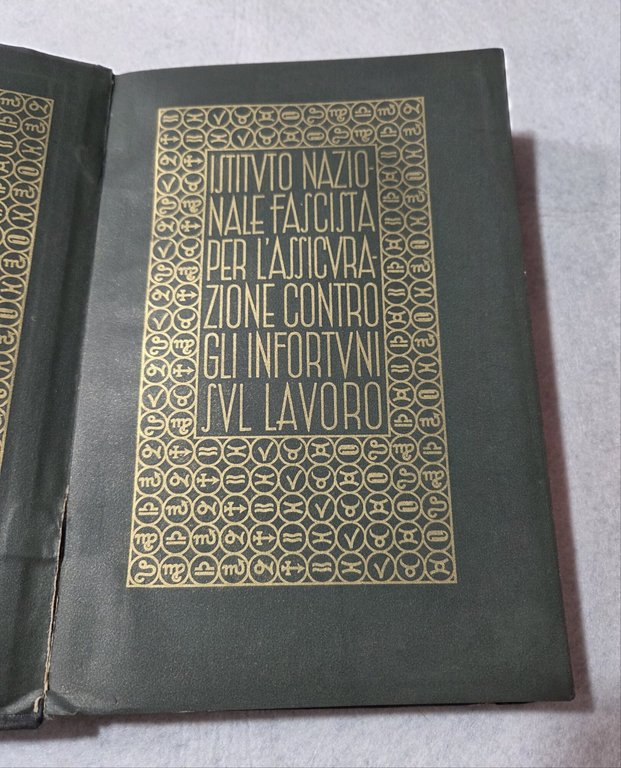 ISTITVTO NAZIO-
NALE FASCISTA
PER L'ASSICVRA-
ZIONE CONTRO
GLI INFORTVNI
SVL LAVORO